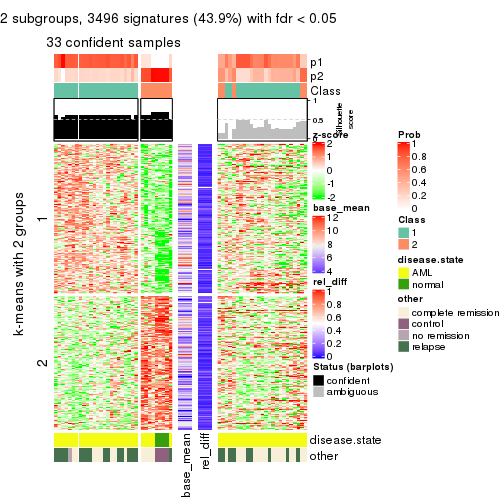 2 subgroups, 3496 signatures (43.9%) with fdr < 0.05
33 confident samples
p1
p2
Class
1
0.5
0
Silhouette
score
k-means with 2 groups
1
2
z-score
2
1
0
-1
-2
base_mean
12
10
8
6
4
rel_diff
1
0.8
0.6
0.4
0.2
0
Status (barplots)
confident
ambiguous
Prob
1
0.8
0.6
0.4
0.2
0
Class
1
2
disease.state
AML
normal
other
complete remission
control
no remission
relapse
disease.state
other
base_mean
rel_diff